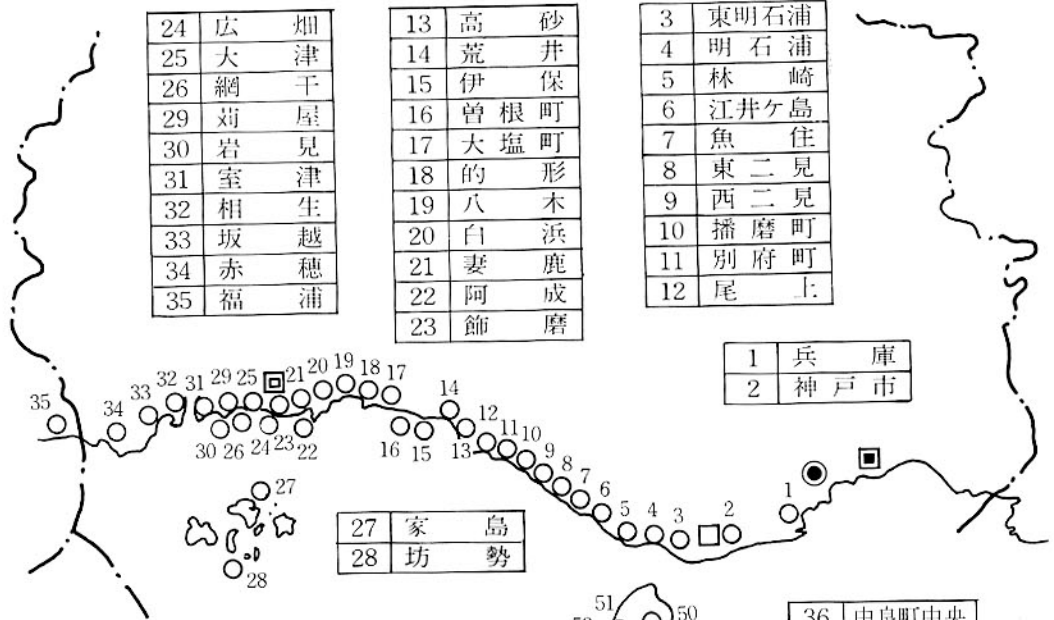 24 広畑
25 大津
26 網干
29 苅屋
30 岩見
31 室津
32 相生
33 坂越
34 赤穂
35 福浦
13 高砂
14 荒井
15 伊保
16 曽根町
17 大塩町
18 的形
19 八木
20 白浜
21 妻鹿
22 阿成
23 飾磨
3 東明石浦
4 明石浦
5 林崎
6 江井ケ島
7 魚住
8 東二見
9 西二見
10 播磨町
11 別府町
12 尾上
1 兵庫
2 神戸市
35
34
33
32
31
29
25
21
20
19
18
17
14
12
11
10
9
8
7
6
5
4
3
2
1
30
26
24
23
22
16
15
13
27
28
27 家島
28 坊勢
51
50
36